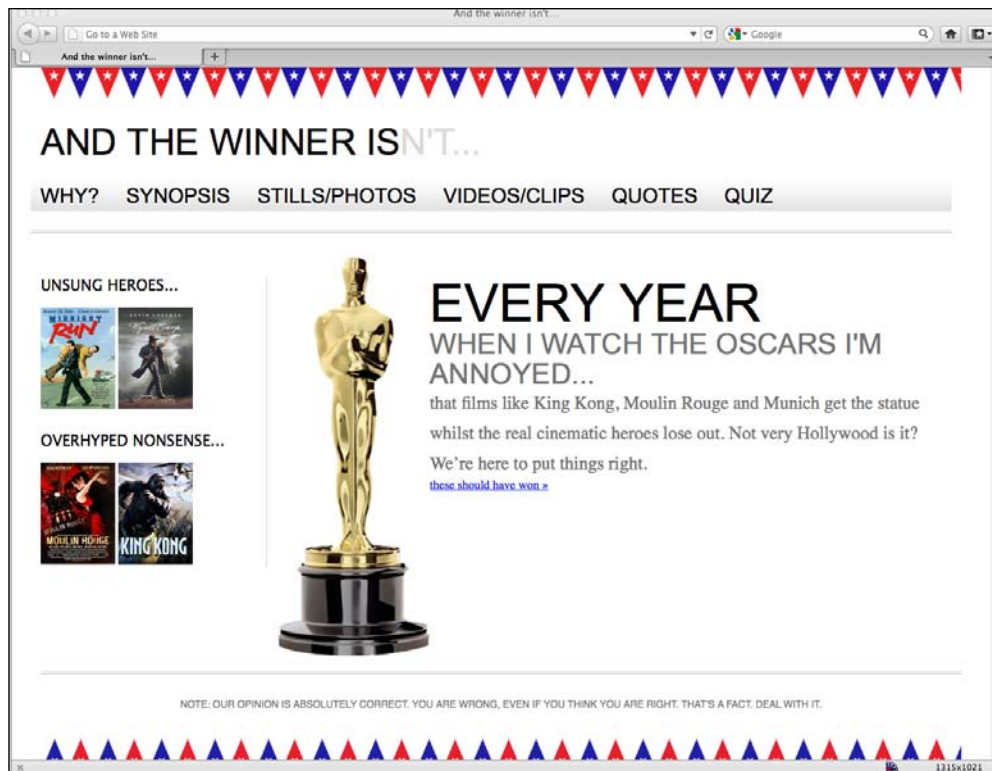 And the winner isn't...
Go to a Web Site
Google
And the winner isn't...
AND THE WINNER ISN'T...
WHY? SYNOPSIS STILLS/PHOTOS VIDEOS/CLIPS QUOTES QUIZ
UNSUNG HEROES...
MIDNIGHT
RUN
EVERY YEAR
WHEN I WATCH THE OSCARS I'M
ANNOYED...
that films like King Kong, Moulin Rouge and Munich get the statue
whilst the real cinematic heroes lose out. Not very Hollywood is it?
We're here to put things right.
these should have won »
OVERHYPED NONSENSE...
MOULIN ROUGE
MOULIN ROUGE
KING KONG
NOTE: OUR OPINION IS ABSOLUTELY CORRECT. YOU ARE WRONG, EVEN IF YOU THINK YOU ARE RIGHT. THAT'S A FACT. DEAL WITH IT.
1315x1021